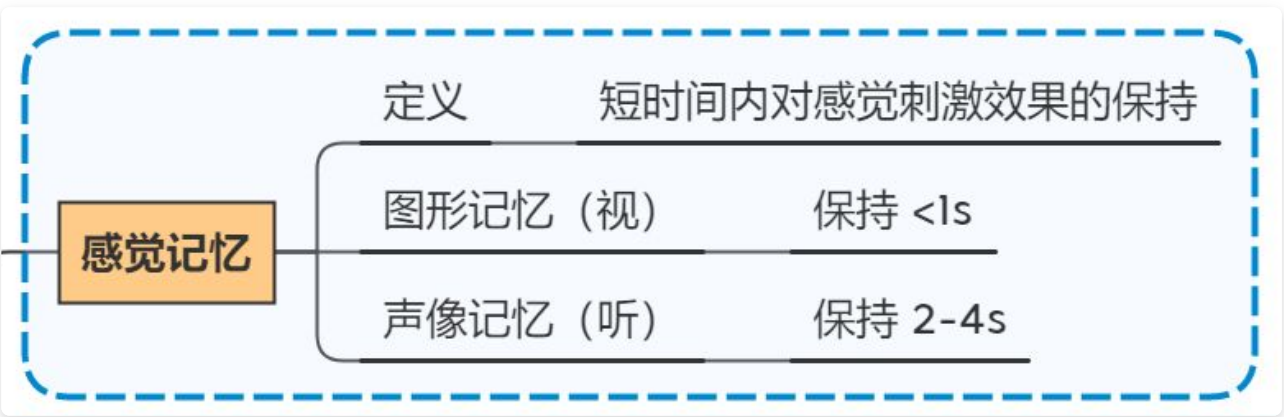 定义 短时间内对感觉刺激效果的保持
图形记忆（视） 保持 <1s
感觉记忆
声像记忆（听） 保持 2-4s